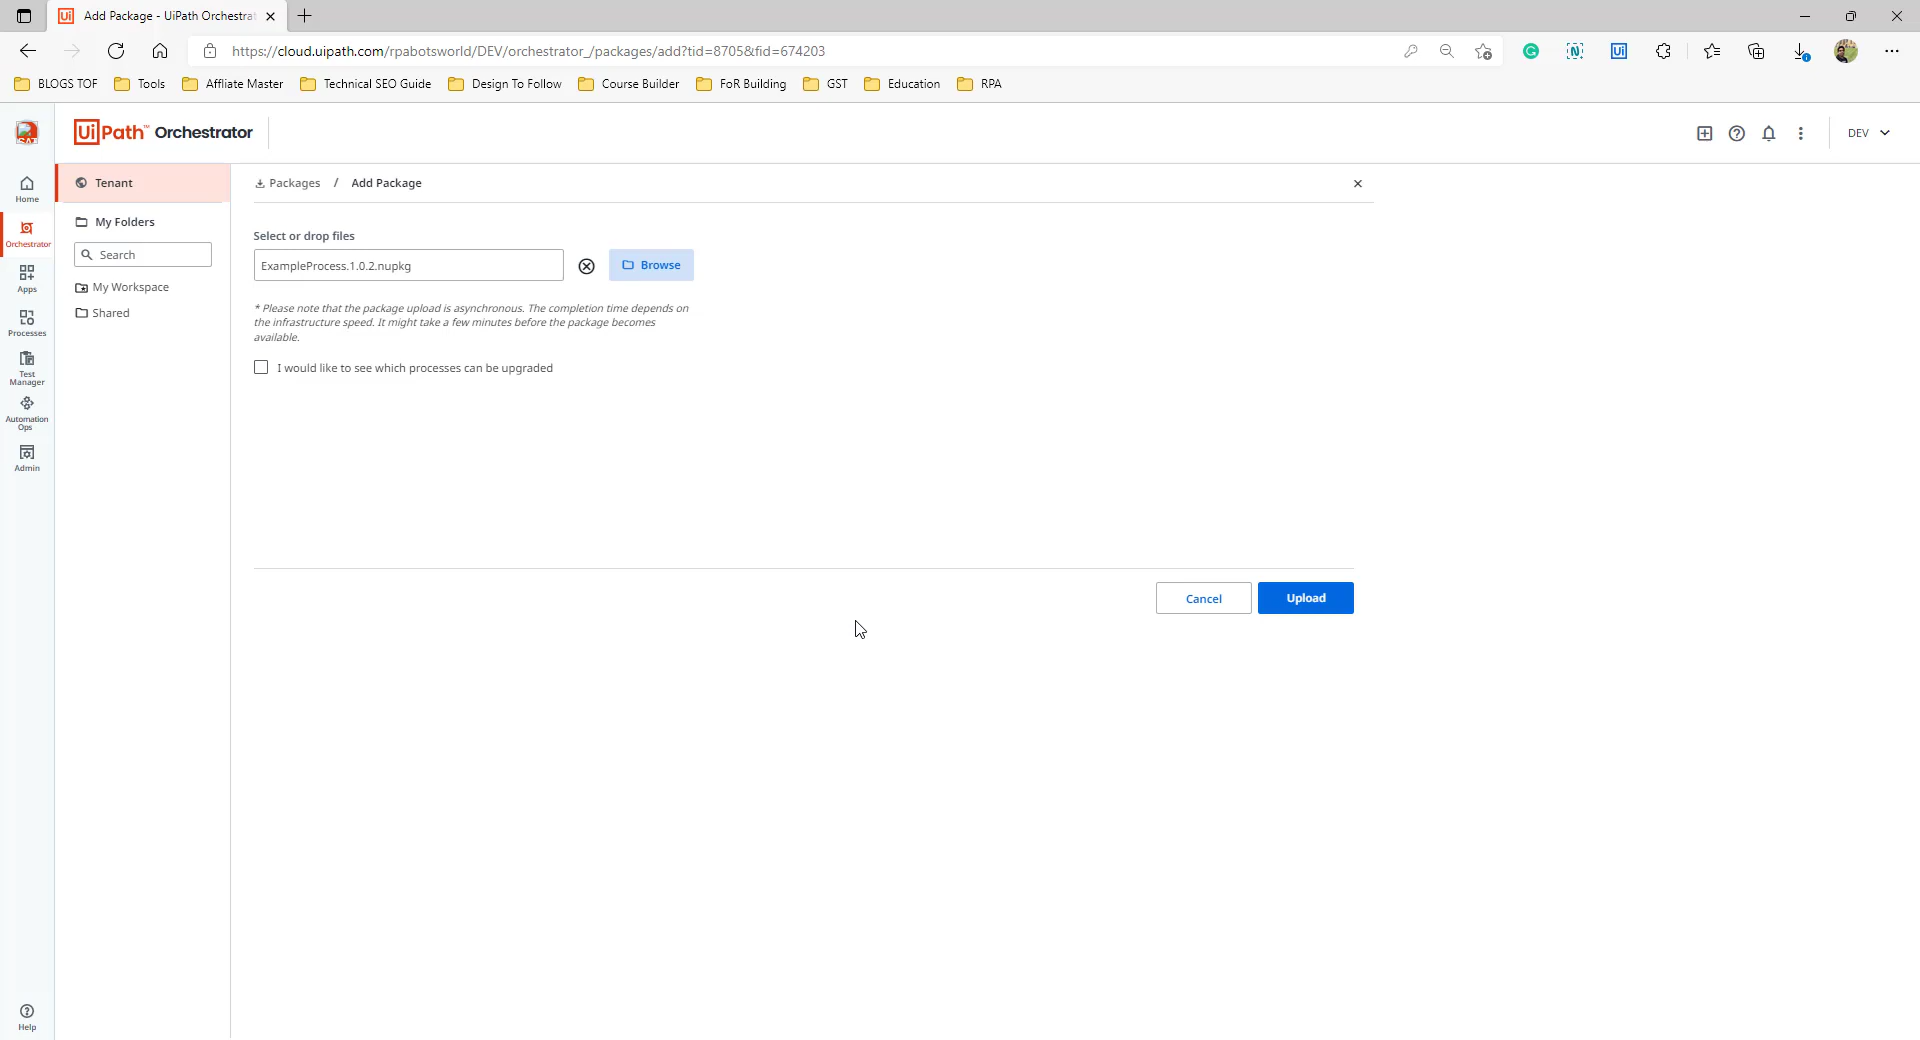 Add Package - UiPath Orchestrat
https://cloud.uipath.com/rpabotsworld/DEV/orchestrator_/packages/add?tid=8705&fid=674203
BLOGS TOF Tools Affliate Master Technical SEO Guide Design To Follow Course Builder FoR Building GST Education RPA
UiPath™ Orchestrator
DEV
Home
Orchestrator
Apps
Processes
Test
Manager
Automation
Ops
Admin
Help
Tenant
My Folders
Search
My Workspace
Shared
Packages / Add Package
Select or drop files
ExampleProcess.1.0.2.nupkg
Browse
* Please note that the package upload is asynchronous. The completion time depends on
the infrastructure speed. It might take a few minutes before the package becomes
available.
I would like to see which processes can be upgraded
Cancel
Upload